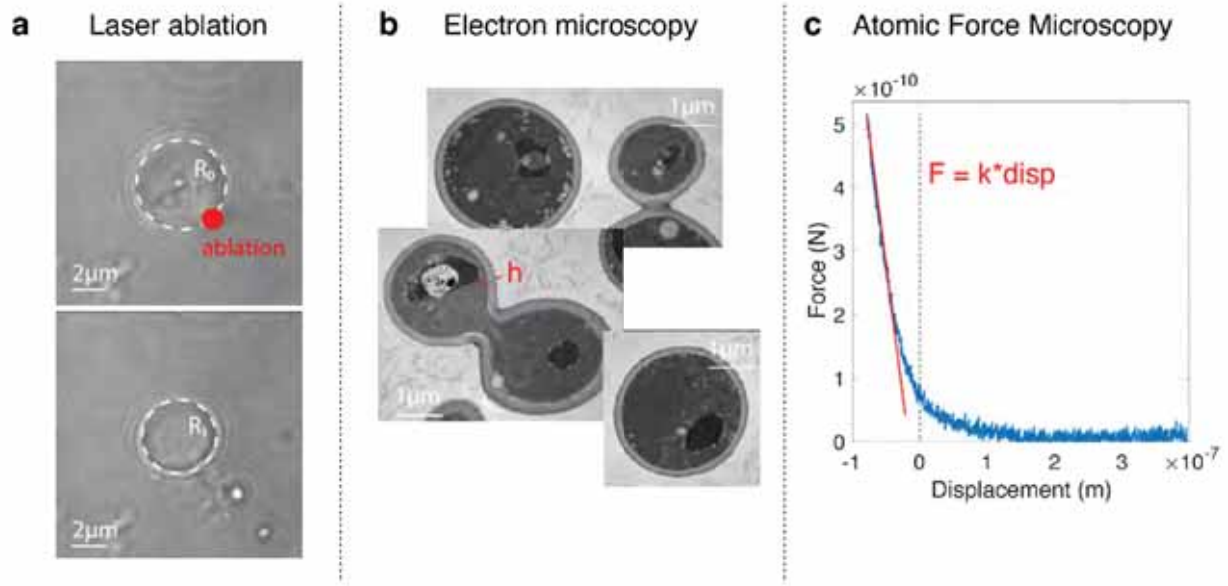 a Laser ablation
R₀
ablation
2μm
R₁
2μm
b Electron microscopy
1μm
h
1μm
1μm
c Atomic Force Microscopy
×10⁻¹⁰
5
4
3
2
1
0
F = k*disp
Force (N)
-1 0 1 2 3 ×10⁻⁷
Displacement (m)